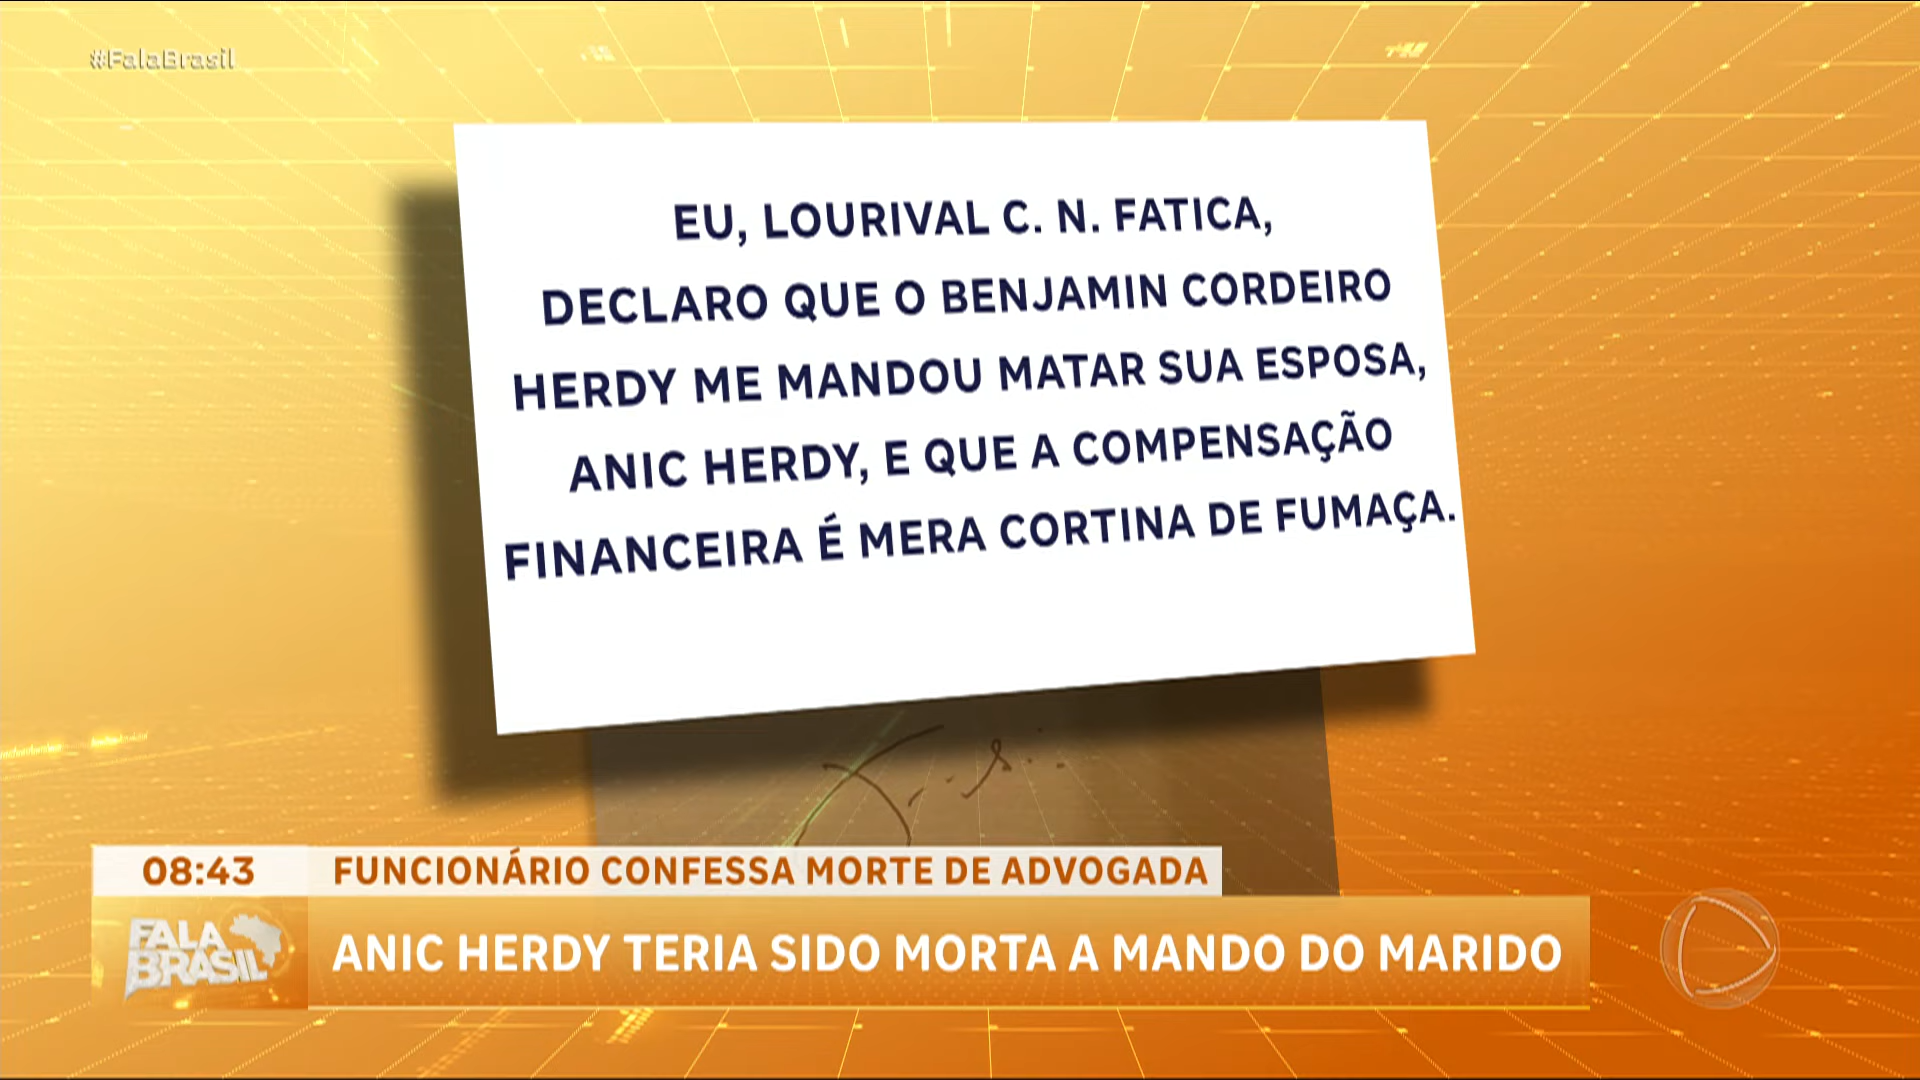 #FalaBrasil
EU, LOURIVAL C. N. FATICA,
DECLARO QUE O BENJAMIN CORDEIRO
HERDY ME MANDOU MATAR SUA ESPOSA,
ANIC HERDY, E QUE A COMPENSAÇÃO
FINANCEIRA É MERA CORTINA DE FUMAÇA.
08:43
FUNCIONÁRIO CONFESSA MORTE DE ADVOGADA
FALA
BRASIL
ANIC HERDY TERIA SIDO MORTA A MANDO DO MARIDO